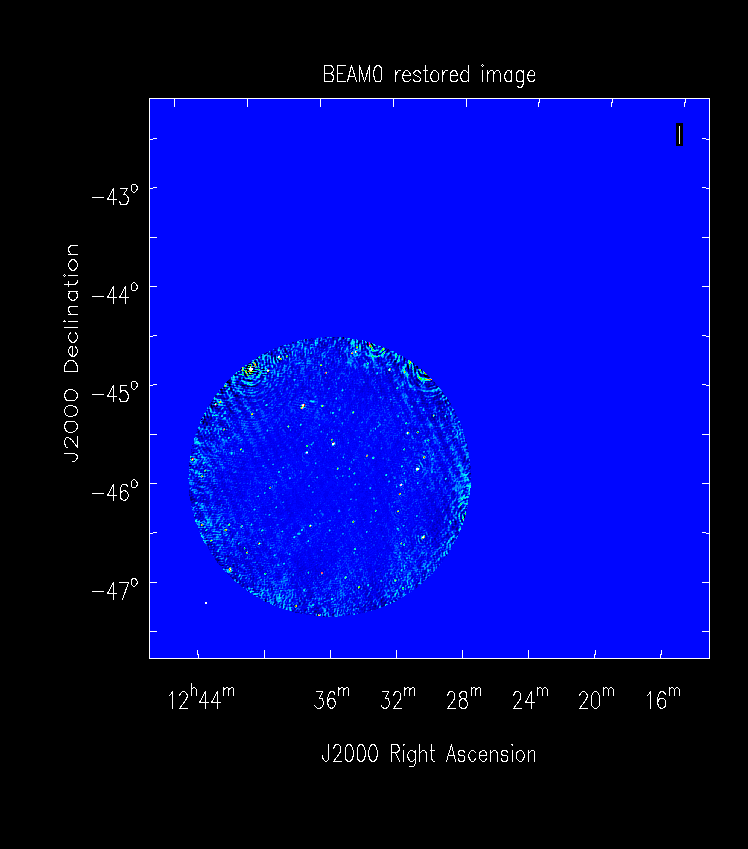 BEAM0 restored image
I
−43°
−44°
−45°
−46°
−47°
J2000 Declination
12ʰ44ᵐ 36ᵐ 32ᵐ 28ᵐ 24ᵐ 20ᵐ 16ᵐ
J2000 Right Ascension